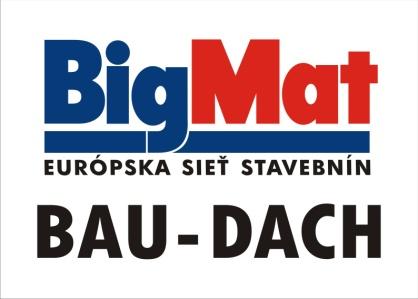 BigMat
EURÓPSKA SIEŤ STAVEBNÍN
BAU-DACH